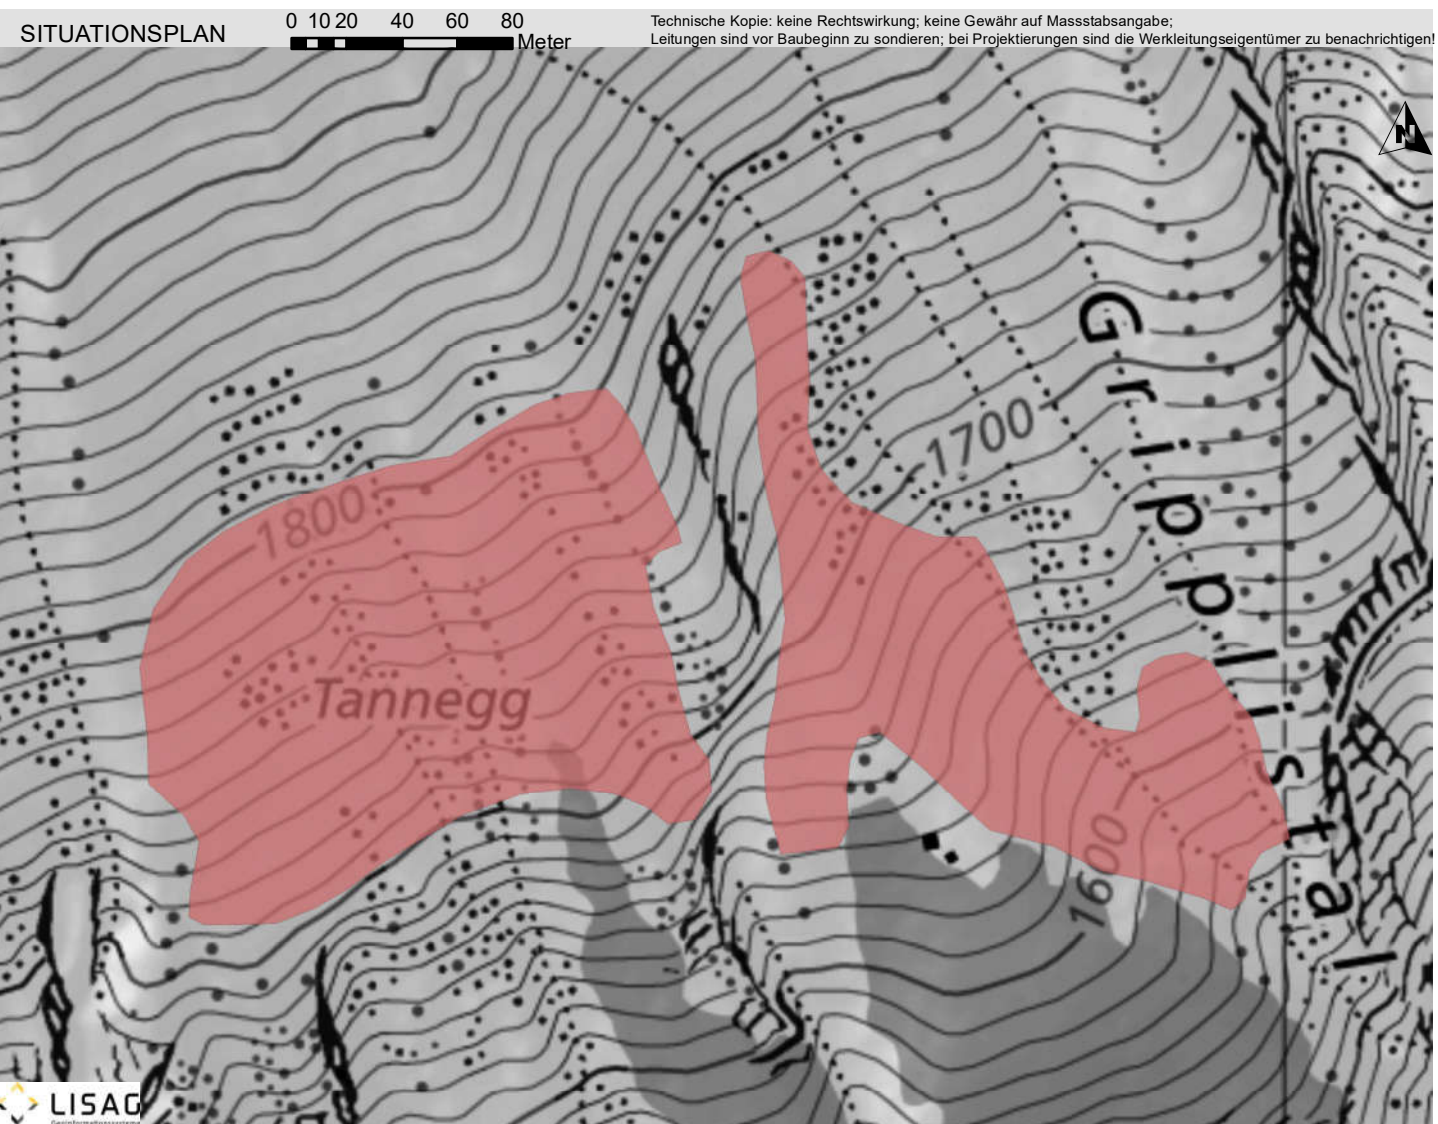 SITUATIONSPLAN
0 10 20 40 60 80
Meter
Technische Kopie: keine Rechtswirkung; keine Gewähr auf Massstabsangabe;
Leitungen sind vor Baubeginn zu sondieren; bei Projektierungen sind die Werkleitungseigentümer zu benachrichtigen!
N
Gripplistal
1700
1800
Tannegg
1600
LISAG
Geoinformationssysteme